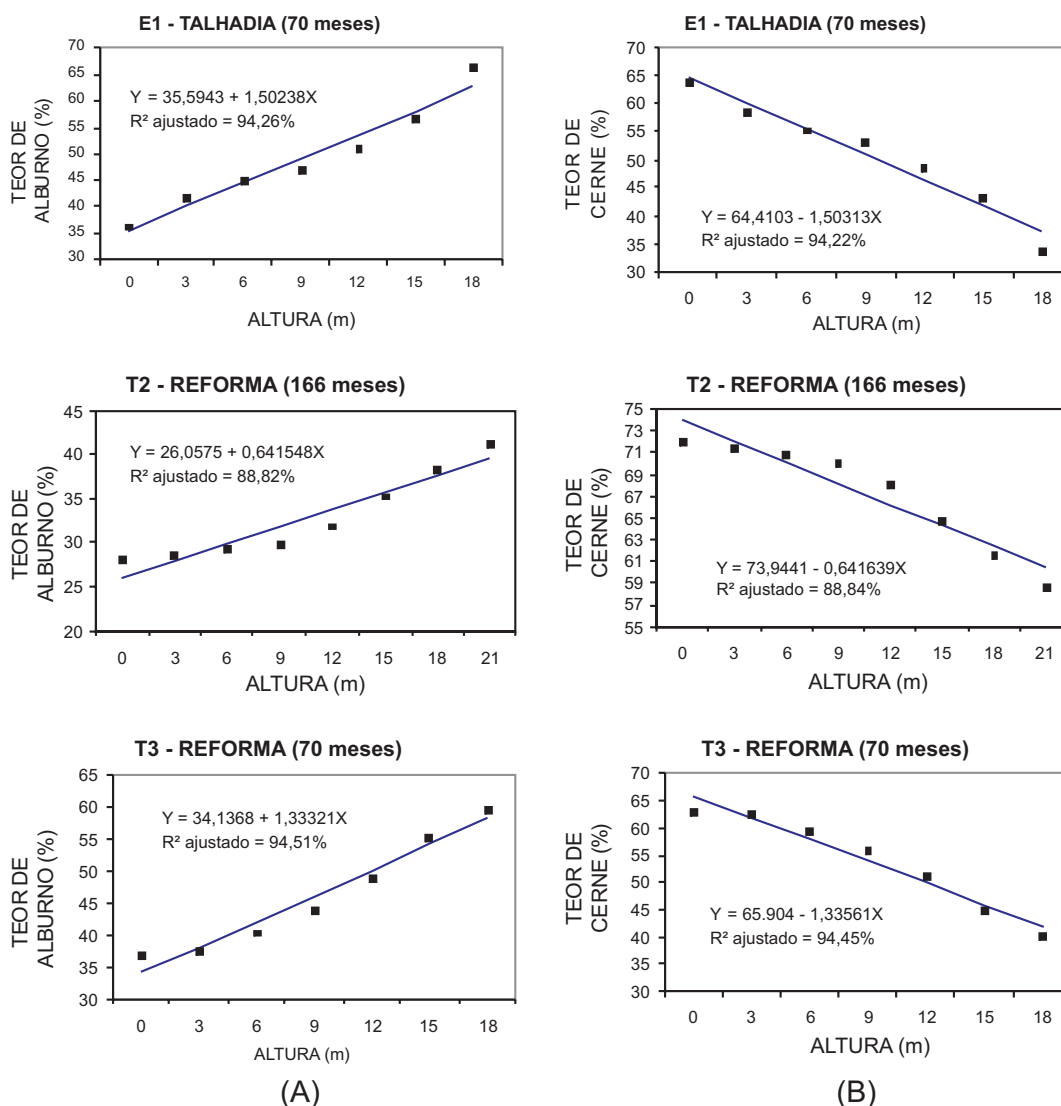 E1 - TALHADIA (70 meses)
TEOR DE
ALBURNO (%)
70
65
60
55
50
45
40
35
30
Y = 35,5943 + 1,50238X
R² ajustado = 94,26%
0 3 6 9 12 15 18
ALTURA (m)
E1 - TALHADIA (70 meses)
TEOR DE
CERNE (%)
70
65
60
55
50
43
40
35
30
Y = 64,4103 - 1,50313X
R² ajustado = 94,22%
0 3 6 9 12 15 18
ALTURA (m)
T2 - REFORMA (166 meses)
TEOR DE
ALBURNO (%)
45
40
35
30
25
20
Y = 26,0575 + 0,641548X
R² ajustado = 88,82%
0 3 6 9 12 15 18 21
ALTURA (m)
T2 - REFORMA (166 meses)
TEOR DE
CERNE (%)
75
73
71
69
67
65
63
61
59
57
55
Y = 73,9441 - 0,641639X
R² ajustado = 88,84%
0 3 6 9 12 15 18 21
ALTURA (m)
T3 - REFORMA (70 meses)
TEOR DE
ALBURNO (%)
65
60
55
50
45
40
35
30
Y = 34,1368 + 1,33321X
R² ajustado = 94,51%
0 3 6 9 12 15 18
ALTURA (m)
(A)
T3 - REFORMA (70 meses)
TEOR DE
CERNE (%)
70
65
60
55
50
45
40
35
30
Y = 65.904 - 1,33561X
R² ajustado = 94,45%
0 3 6 9 12 15 18
ALTURA (m)
(B)